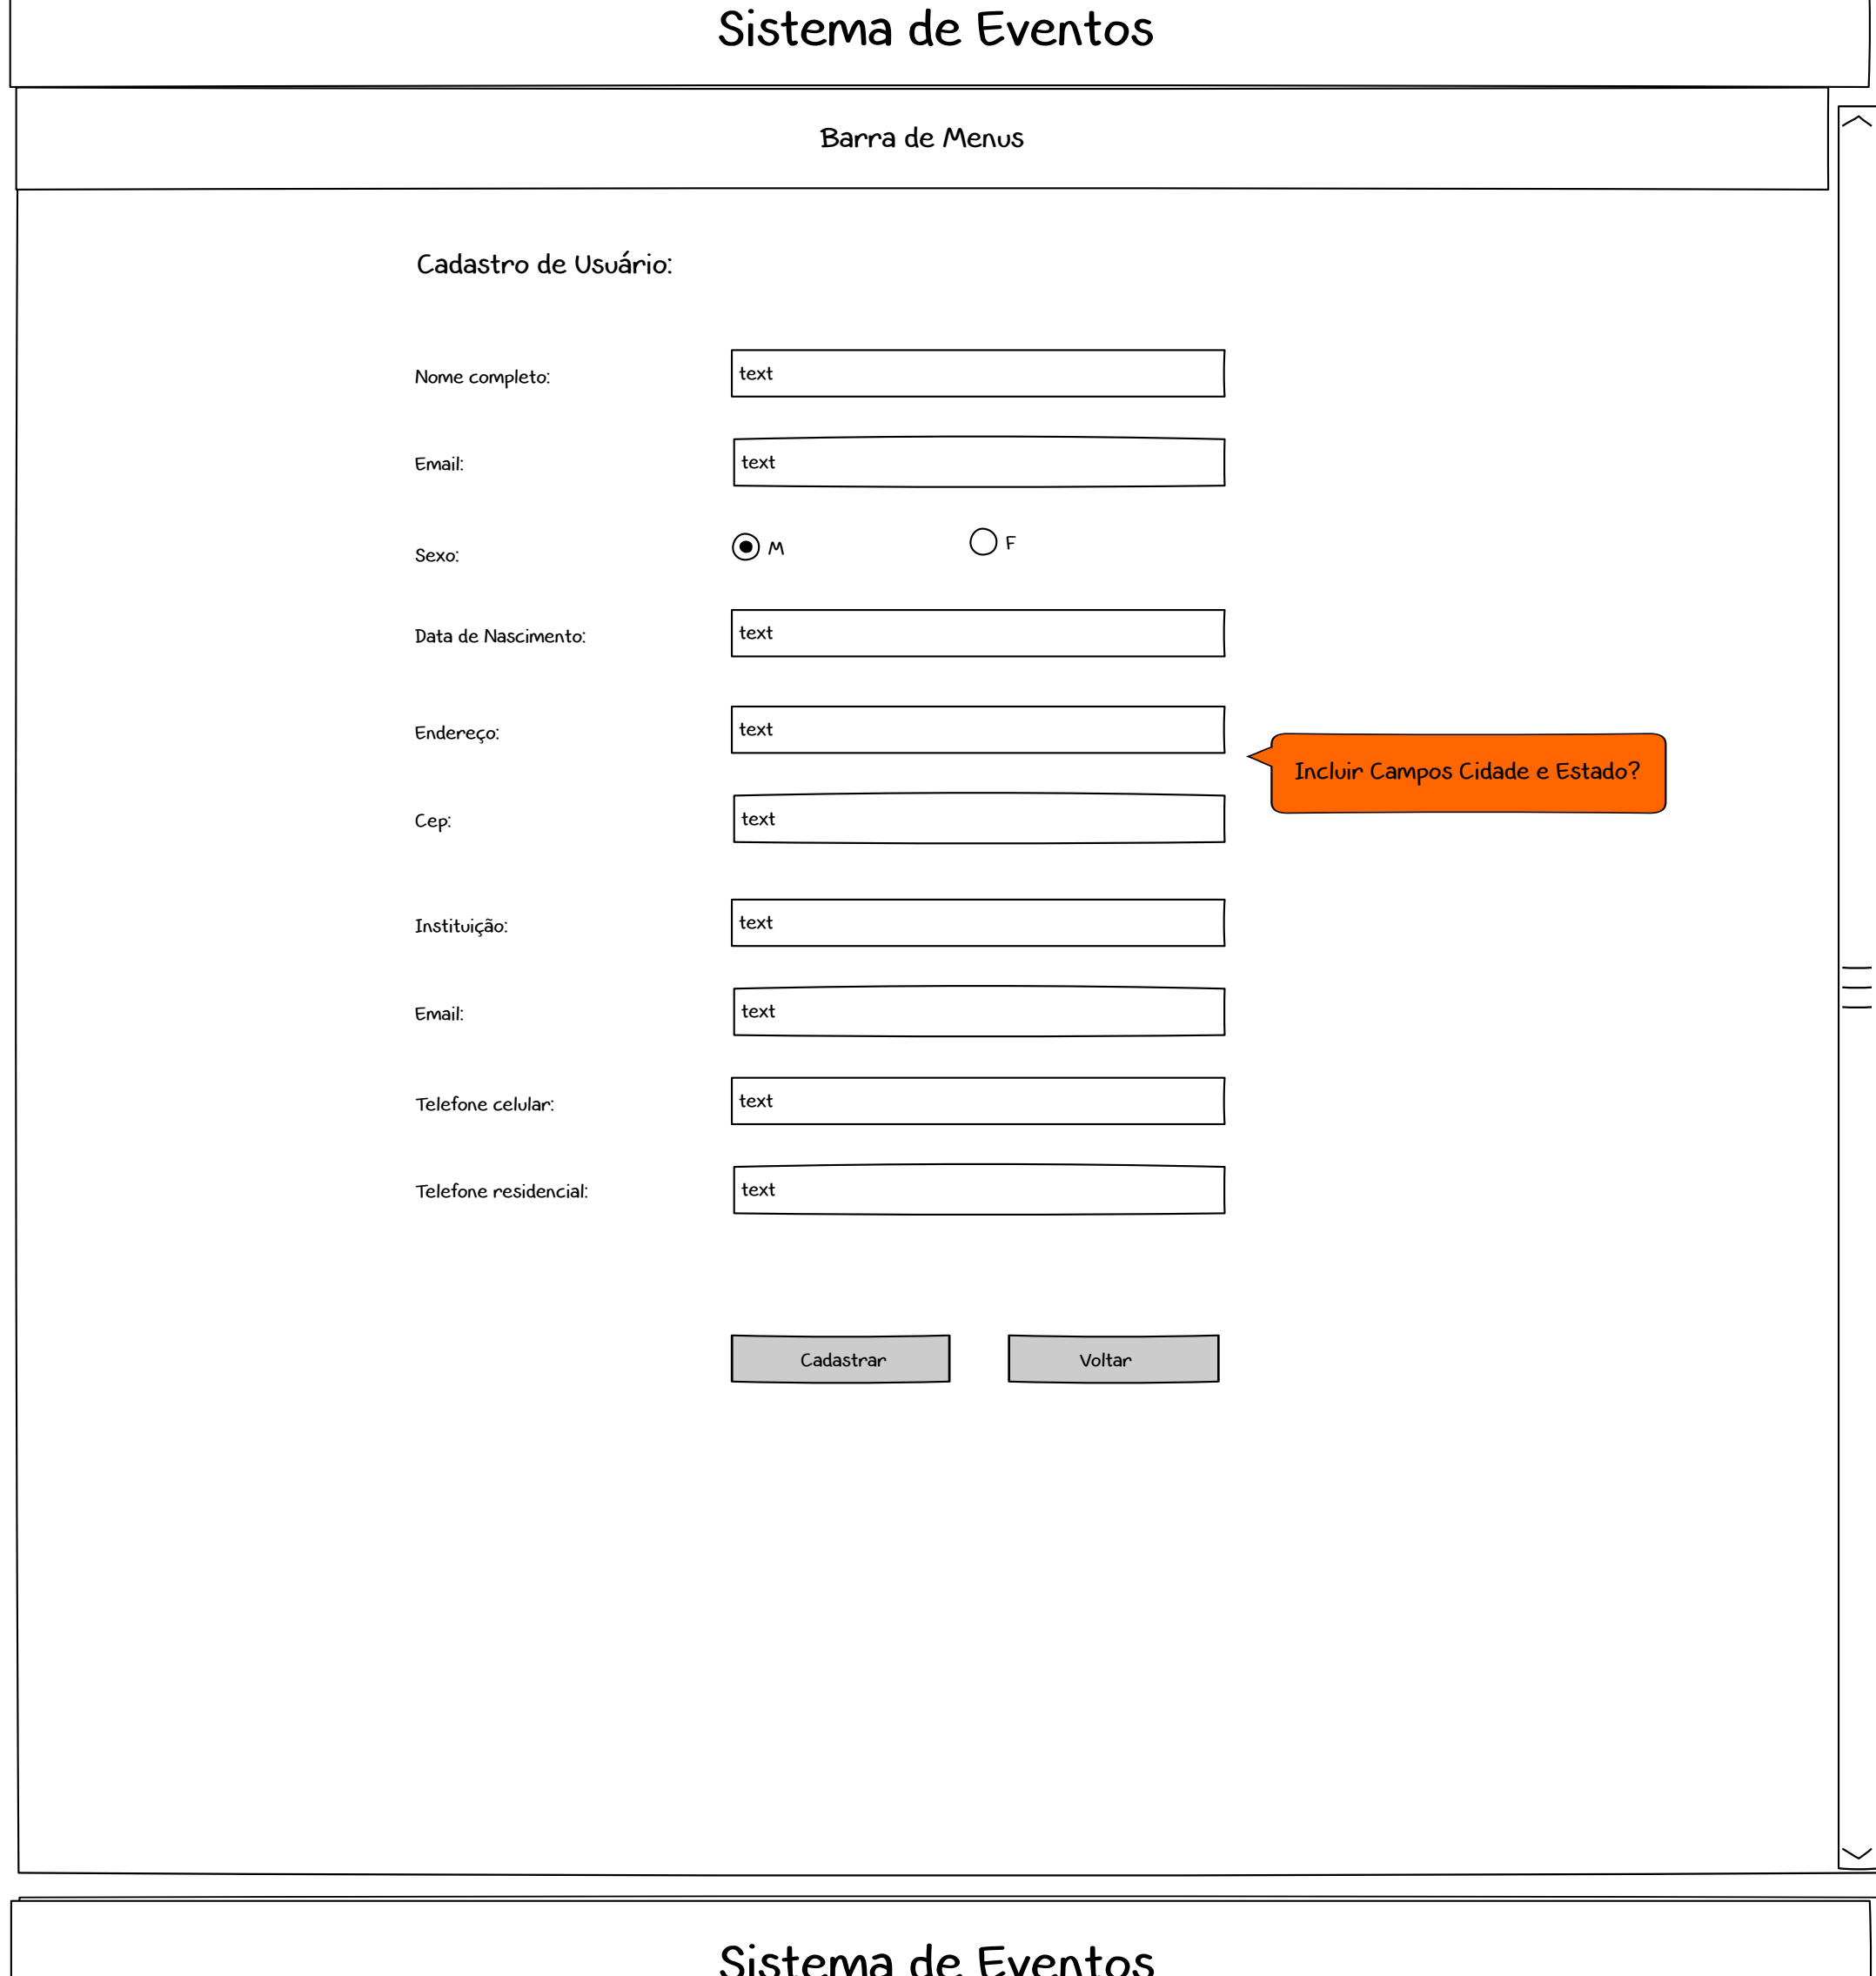 Sistema de Eventos
Barra de Menus
Cadastro de Usuário:
Nome completo: text
Email: text
Sexo: M F
Data de Nascimento: text
Endereço: text
Incluir Campos Cidade e Estado?
Cep: text
Instituição: text
Email: text
Telefone celular: text
Telefone residencial: text
Cadastrar Voltar
Sistema de Eventos